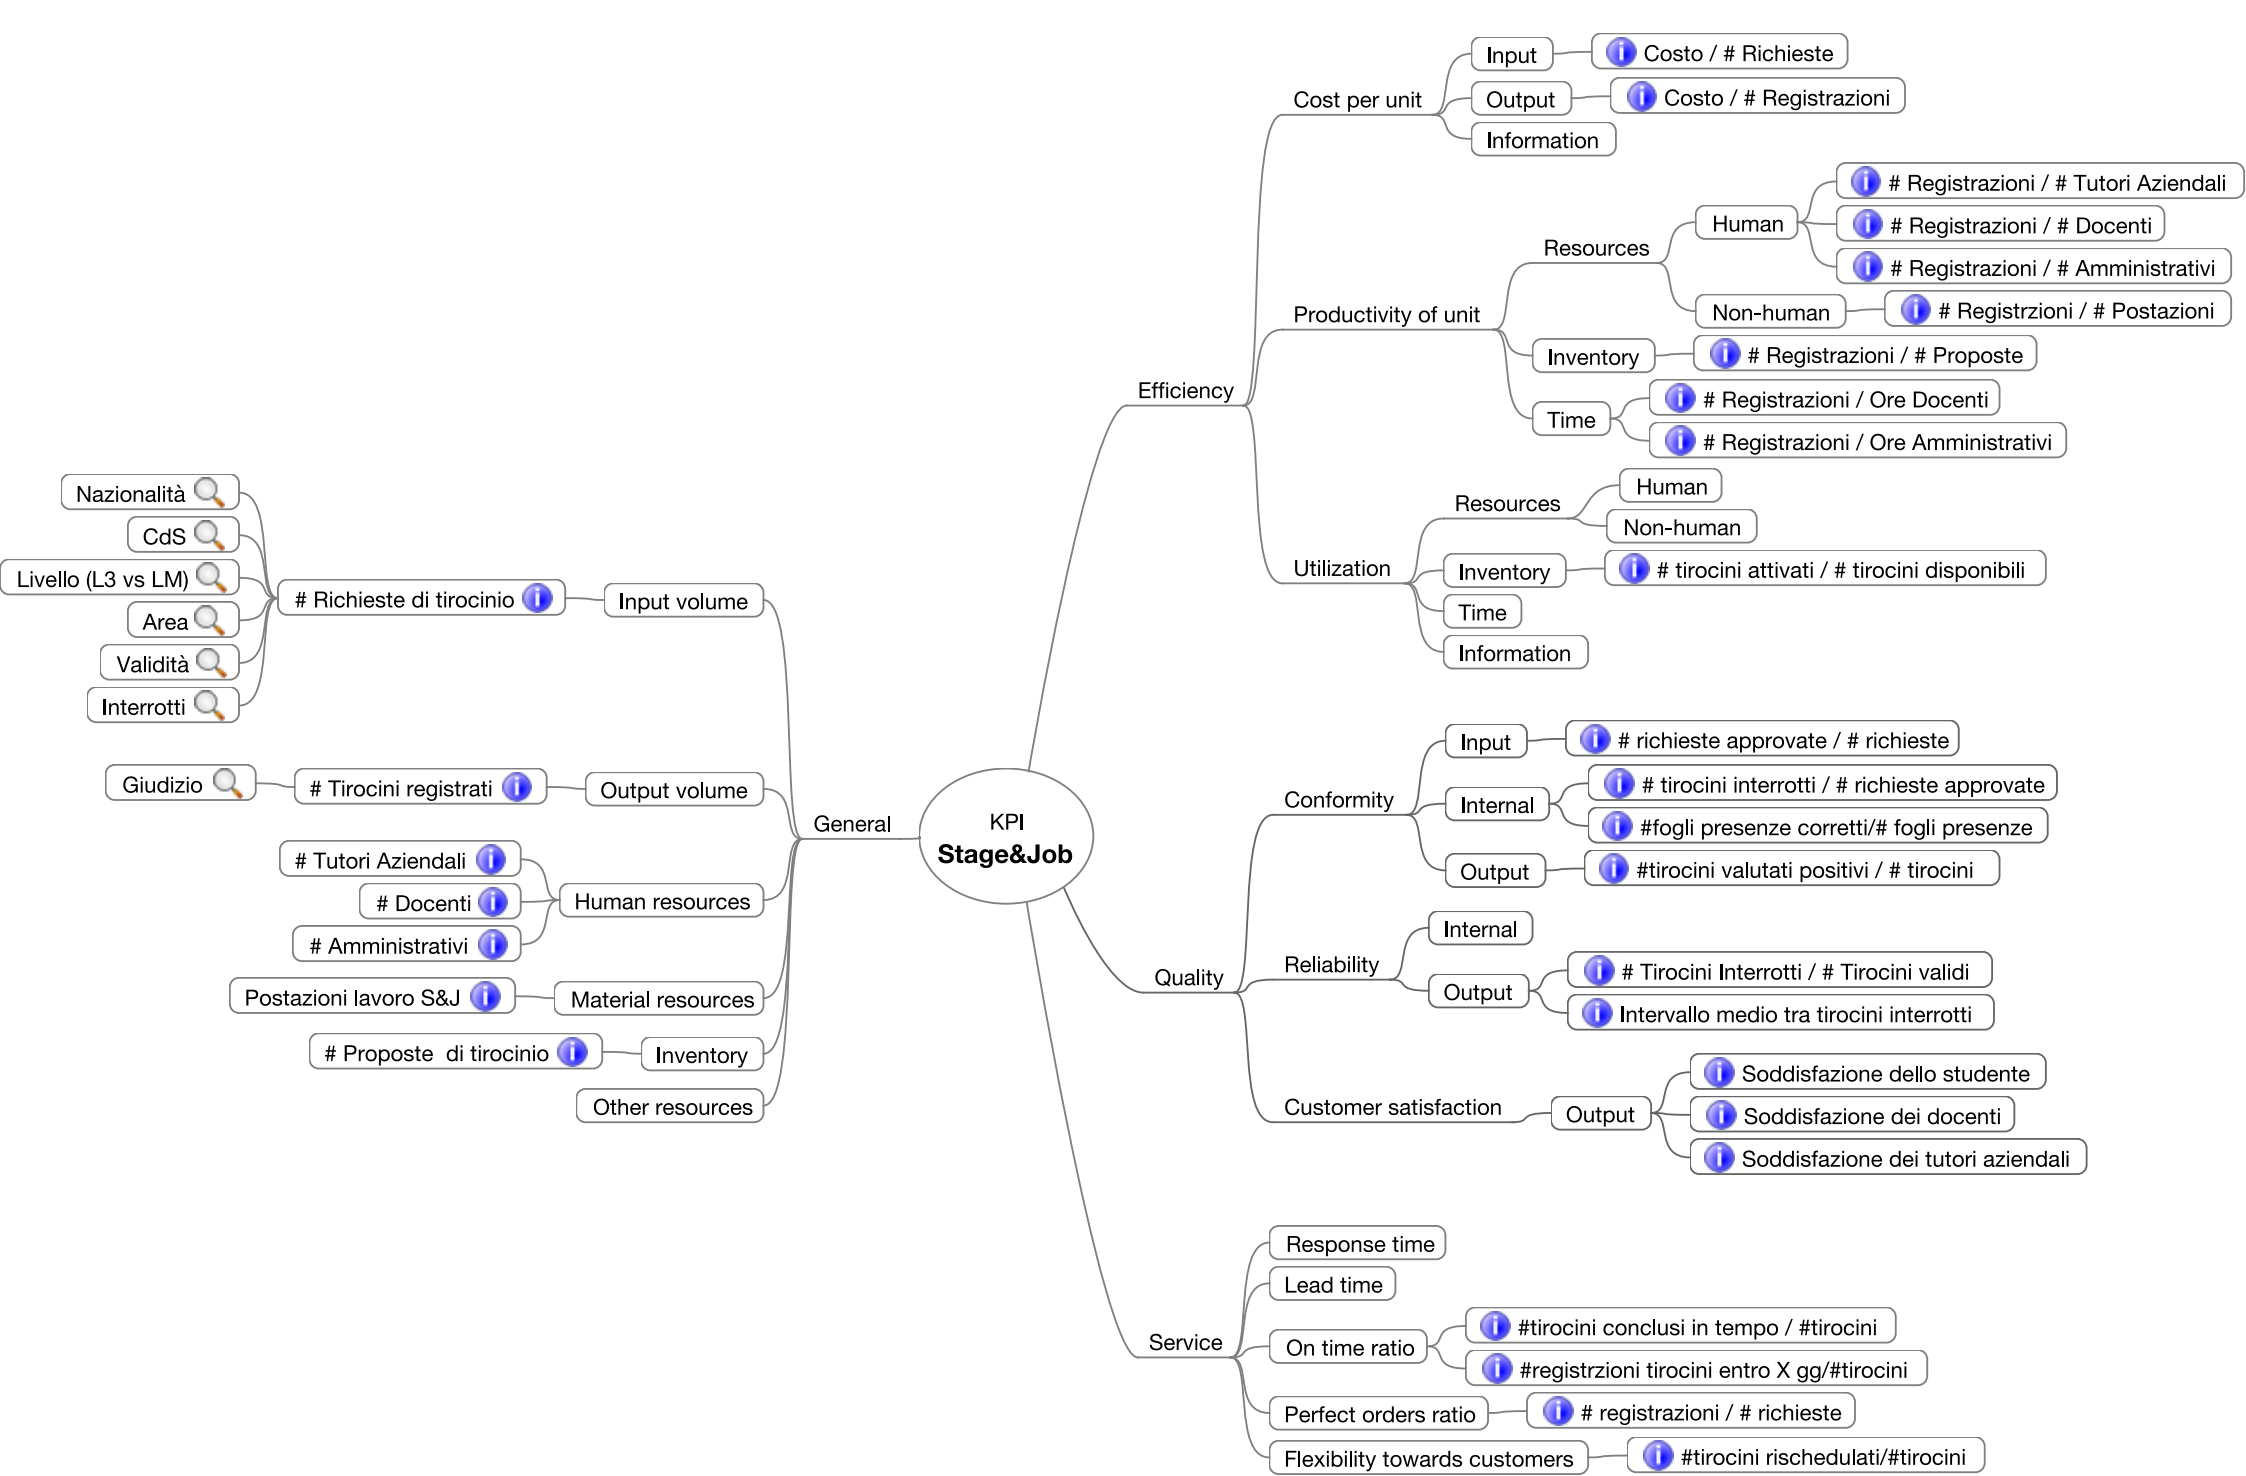 KPI
Stage&Job
General
Input volume
# Richieste di tirocinio
Nazionalità
CdS
Livello (L3 vs LM)
Area
Validità
Interrotti
Output volume
# Tirocini registrati
Giudizio
Human resources
# Tutori Aziendali
# Docenti
# Amministrativi
Material resources
Postazioni lavoro S&J
Inventory
# Proposte di tirocinio
Other resources
Efficiency
Cost per unit
Input
Costo / # Richieste
Output
Costo / # Registrazioni
Information
Productivity of unit
Resources
Human
# Registrazioni / # Tutori Aziendali
# Registrazioni / # Docenti
# Registrazioni / # Amministrativi
Non-human
# Registrzioni / # Postazioni
Inventory
# Registrazioni / # Proposte
Time
# Registrazioni / Ore Docenti
# Registrazioni / Ore Amministrativi
Utilization
Resources
Human
Non-human
Inventory
# tirocini attivati / # tirocini disponibili
Time
Information
Quality
Conformity
Input
# richieste approvate / # richieste
Internal
# tirocini interrotti / # richieste approvate
#fogli presenze corretti/# fogli presenze
Output
#tirocini valutati positivi / # tirocini
Reliability
Internal
Output
# Tirocini Interrotti / # Tirocini validi
Intervallo medio tra tirocini interrotti
Customer satisfaction
Output
Soddisfazione dello studente
Soddisfazione dei docenti
Soddisfazione dei tutori aziendali
Service
Response time
Lead time
On time ratio
#tirocini conclusi in tempo / #tirocini
#registrzioni tirocini entro X gg/#tirocini
Perfect orders ratio
# registrazioni / # richieste
Flexibility towards customers
#tirocini rischedulati/#tirocini